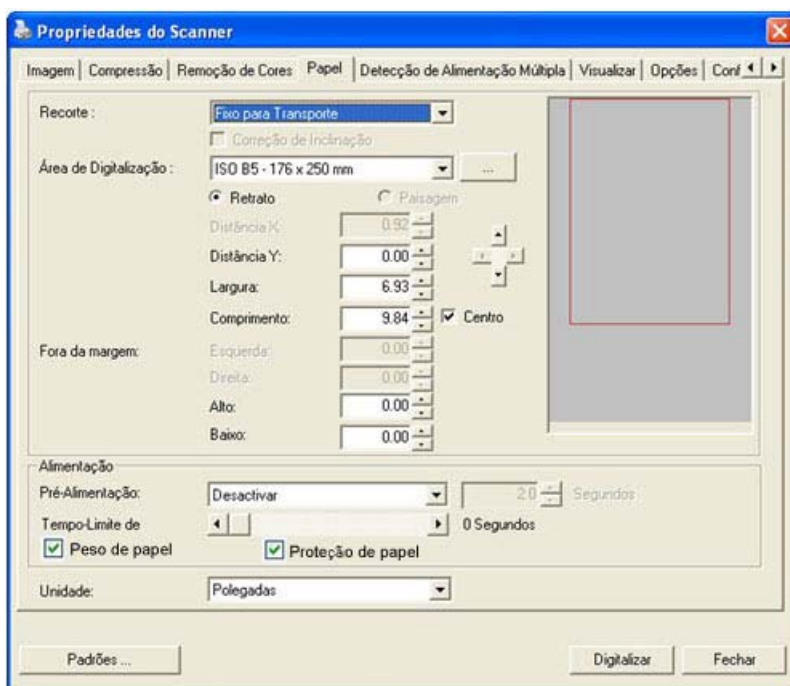 Propriedades do Scanner
Imagem Compressão Remoção de Cores Papel Detecção de Alimentação Múltipla Visualizar Opções Conf
Recorte : Fixo para Transporte
Correção de Inclinação
Área de Digitalização : ISO B5 - 176 x 250 mm ...
Retrato Paisagem
Distância X: 0.92
Distância Y: 0.00
Largura: 6.93
Comprimento: 9.84 Centro
Fora da margem: Esquerda: 0.00
Direita: 0.00
Alto: 0.00
Baixo: 0.00
Alimentação
Pré-Alimentação: Desactivar 2.0 Segundos
Tempo-Limite de 0 Segundos
Peso de papel Proteção de papel
Unidade: Polegadas
Padrões ... Digitalizar Fechar